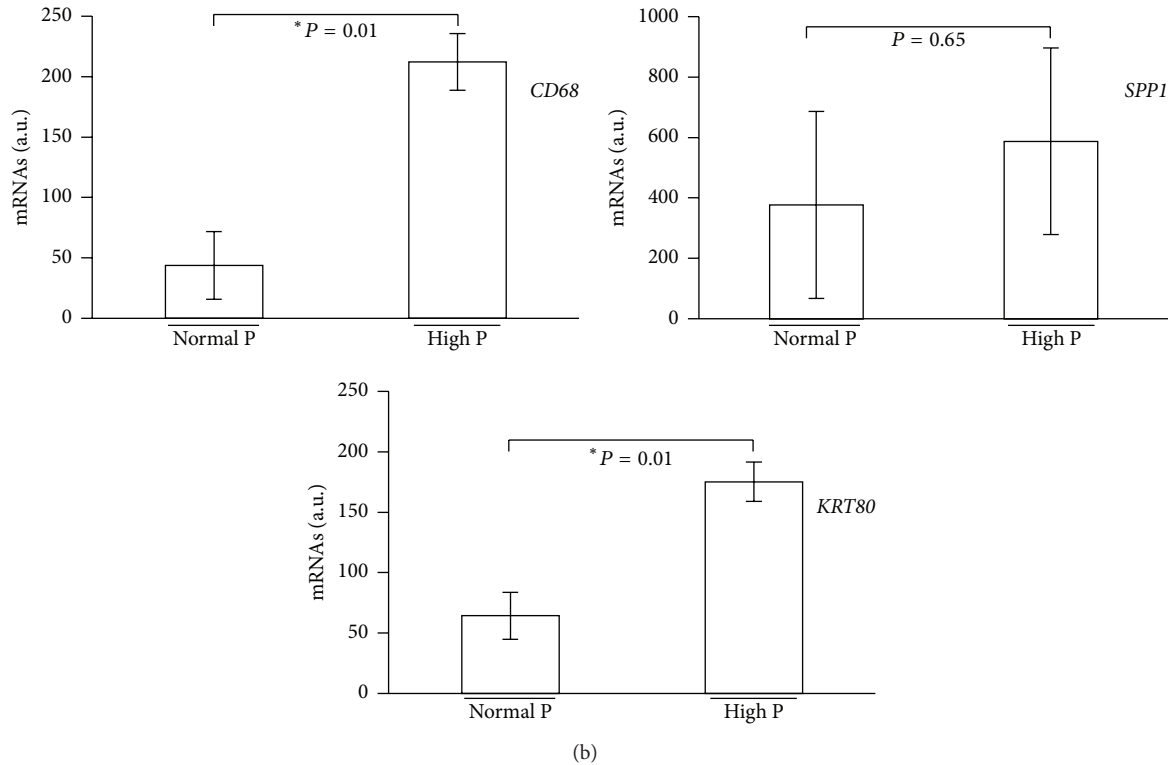 250
200
150
100
50
0
mRNAs (a.u.)
*P = 0.01
CD68
Normal P
High P
1000
800
600
400
200
0
mRNAs (a.u.)
P = 0.65
SPP1
Normal P
High P
250
200
150
100
50
0
mRNAs (a.u.)
*P = 0.01
KRT80
Normal P
High P
(b)